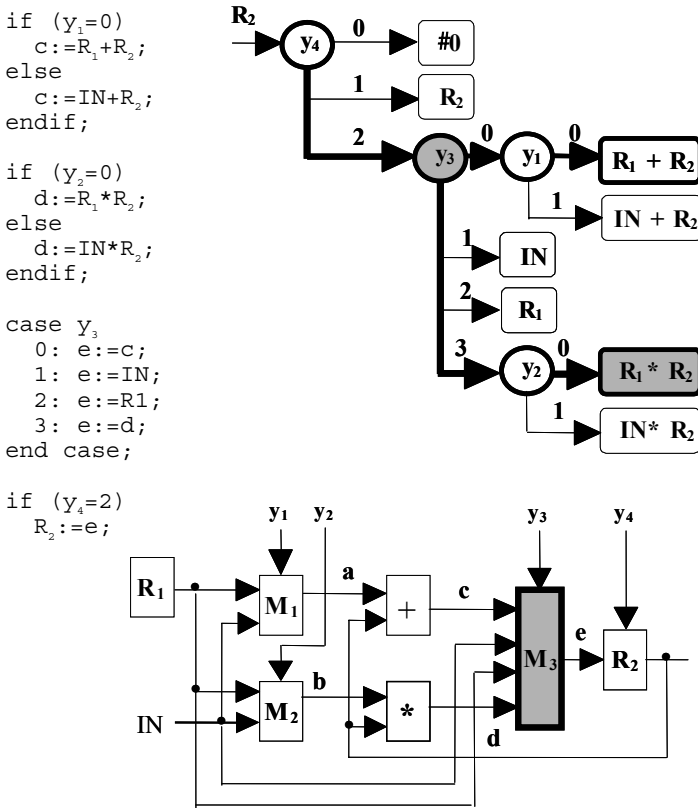 if (y₁=0)
c:=R₁+R₂;
else
c:=IN+R₂;
endif;
if (y₂=0)
d:=R₁*R₂;
else
d:=IN*R₂;
endif;
case y₃
0: e:=c;
1: e:=IN;
2: e:=R1;
3: e:=d;
end case;
if (y₄=2)
R₂:=e;
R₂
y₄
0
#0
1
R₂
2
y₃
0
y₁
0
R₁ + R₂
1
IN + R₂
1
IN
2
R₁
3
y₂
0
R₁ * R₂
1
IN* R₂
y₁
y₂
y₃
y₄
R₁
M₁
a
+
c
M₃
e
R₂
IN
M₂
b
*
d